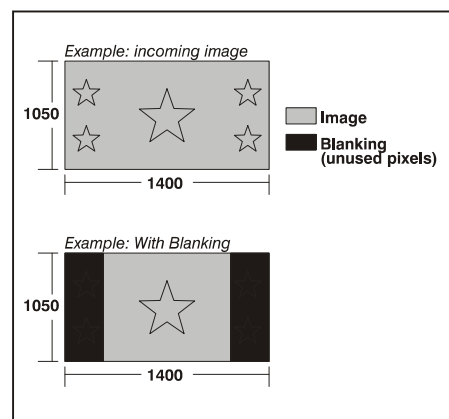 Example: incoming image
1050
1400
Image
Blanking
(unused pixels)
Example: With Blanking
1050
1400